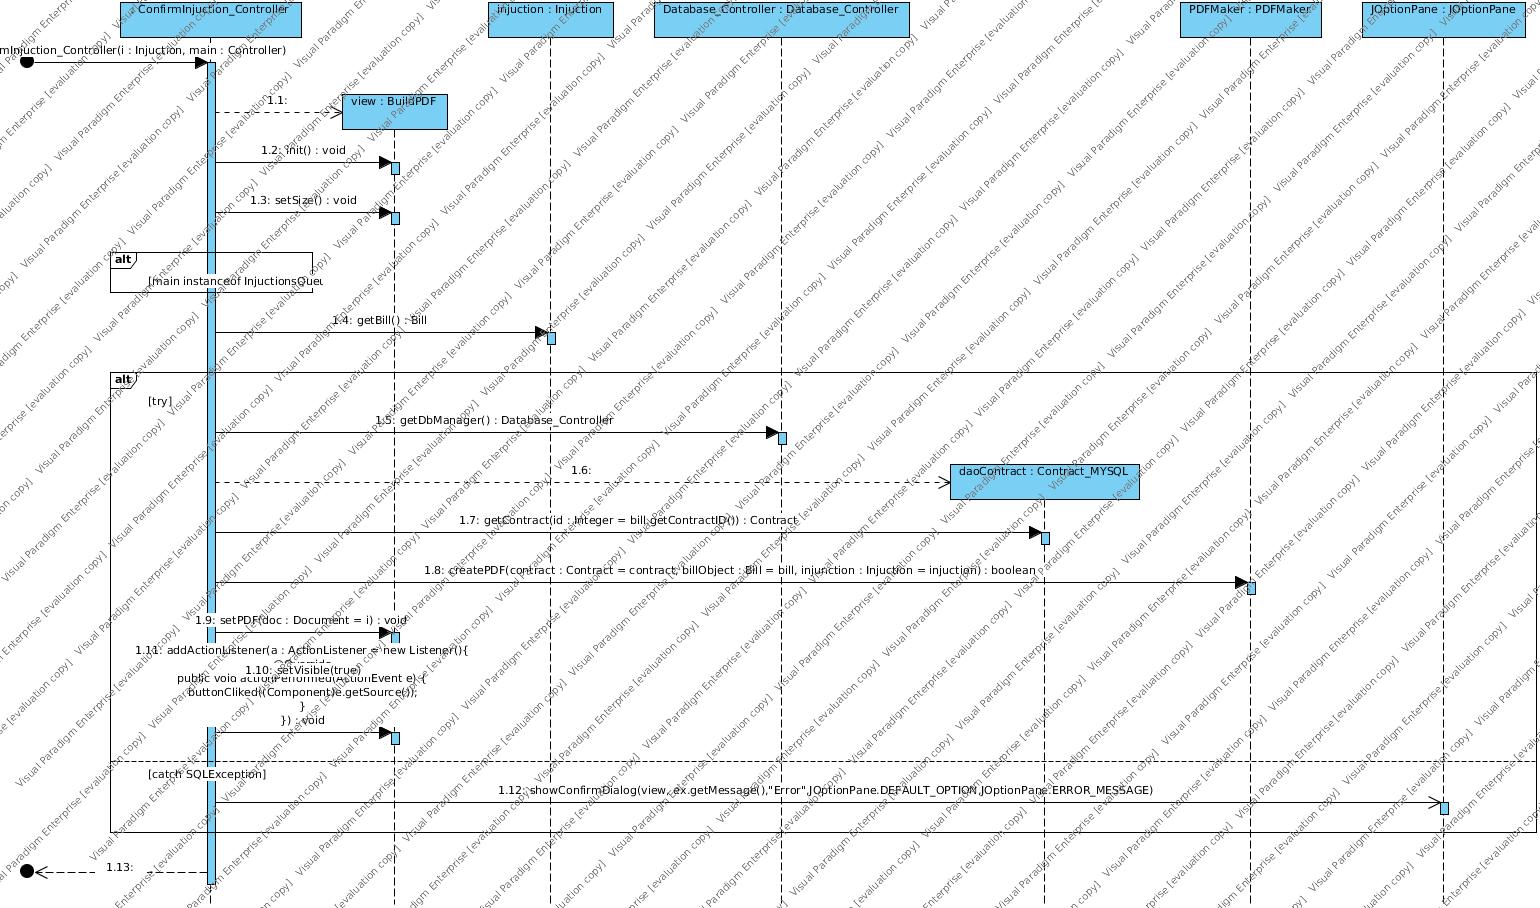 ConfirmInjuction_Controller
injuction : Injuction
Database_Controller : Database_Controller
PDFMaker : PDFMaker
JOptionPane : JOptionPane
mInjuction_Controller(i : Injuction, main : Controller)
1.1:
view : BuildPDF
1.2: init() : void
1.3: setSize() : void
alt
[main instanceof InjuctionsQueu
1.4: getBill() : Bill
alt
[try]
1.5: getDbManager() : Database_Controller
1.6:
daoContract : Contract_MYSQL
1.7: getContract(id : Integer = bill.getContractID()) : Contract
1.8: createPDF(contract : Contract = contract, billObject : Bill = bill, injunction : Injuction = injuction) : boolean
1.9: setPDF(doc : Document = i) : void
1.11: addActionListener(a : ActionListener = new Listener(){
@Override
1.10: setVisible(true)
public void actionPerformed(ActionEvent e) {
buttonCliked((Component)e.getSource());
}
}) : void
[catch SQLException]
1.12: showConfirmDialog(view, ex.getMessage(),"Error",JOptionPane.DEFAULT_OPTION,JOptionPane.ERROR_MESSAGE)
1.13:
Visual Paradigm Enterprise [evaluation copy]